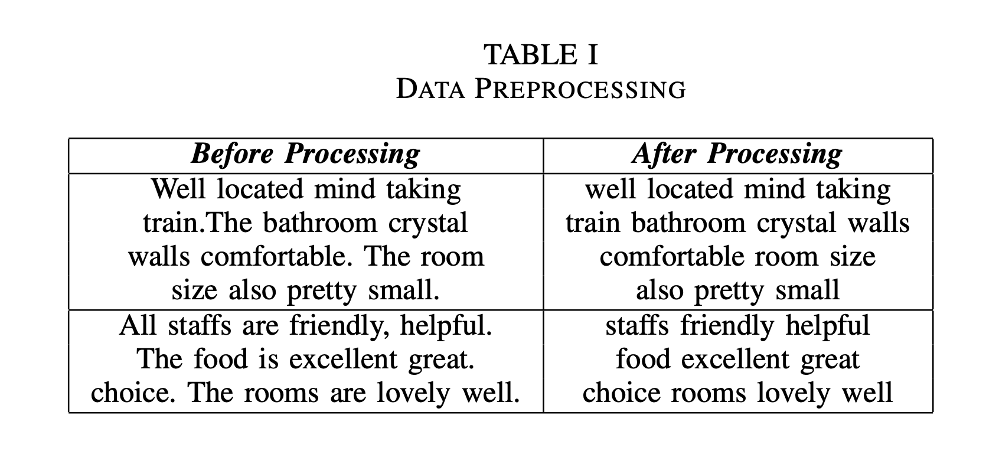 TABLE I
DATA PREPROCESSING
Before Processing
After Processing
Well located mind taking
train.The bathroom crystal
walls comfortable. The room
size also pretty small.
well located mind taking
train bathroom crystal walls
comfortable room size
also pretty small
All staffs are friendly, helpful.
The food is excellent great.
choice. The rooms are lovely well.
staffs friendly helpful
food excellent great
choice rooms lovely well